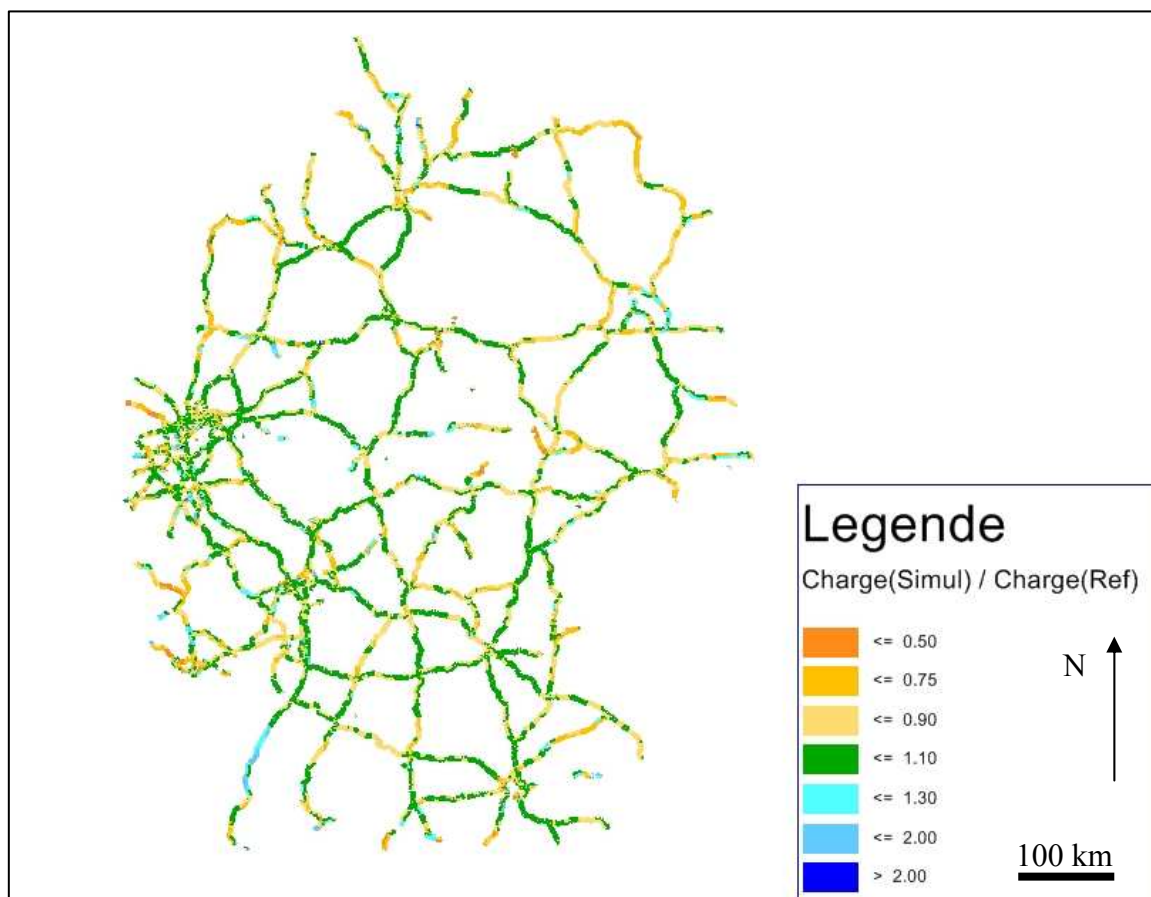 Legende
Charge(Simul) / Charge(Ref)
<= 0.50
<= 0.75
<= 0.90
<= 1.10
<= 1.30
<= 2.00
> 2.00
N
100 km